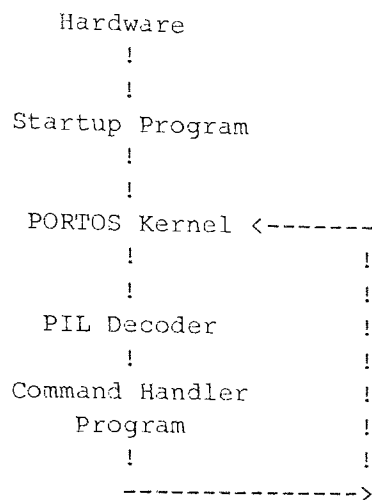 Hardware
!
!
Startup Program
!
!
PORTOS Kernel <-------
! !
! !
PIL Decoder !
! !
Command Handler !
Program !
! !
--------------->